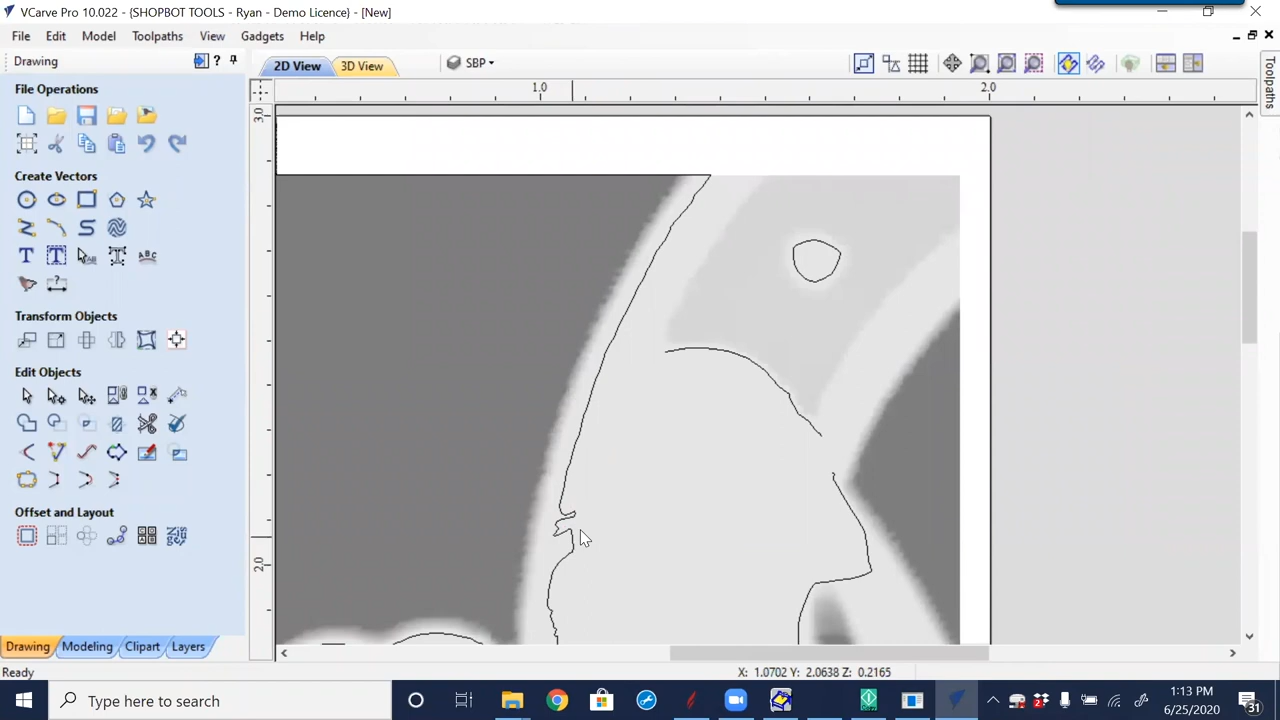 VCarve Pro 10.022 - {SHOPBOT TOOLS - Ryan - Demo Licence} - [New]
File Edit Model Toolpaths View Gadgets Help
Drawing ?
2D View 3D View SBP
Toolpaths
File Operations
1.0 2.0
3.0
Create Vectors
T T T ABC
Transform Objects
Edit Objects
Offset and Layout
2.0
Drawing Modeling Clipart Layers
Ready X: 1.0702 Y: 2.0638 Z: 0.2165
Type here to search
1:13 PM
6/25/2020
31